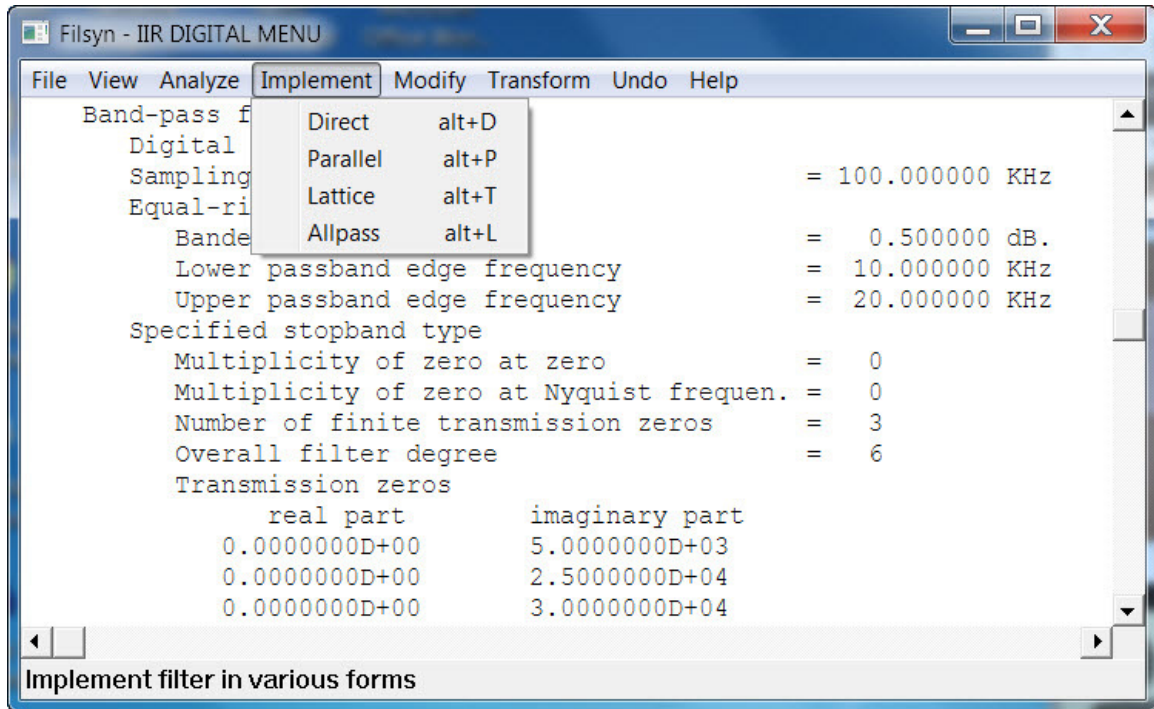 Filsyn - IIR DIGITAL MENU
File View Analyze Implement Modify Transform Undo Help
Band-pass f
Direct alt+D
Digital
Parallel alt+P
Sampling = 100.000000 KHz
Lattice alt+T
Equal-ri
Allpass alt+L
Bande = 0.500000 dB.
Lower passband edge frequency = 10.000000 KHz
Upper passband edge frequency = 20.000000 KHz
Specified stopband type
Multiplicity of zero at zero = 0
Multiplicity of zero at Nyquist frequen. = 0
Number of finite transmission zeros = 3
Overall filter degree = 6
Transmission zeros
real part imaginary part
0.0000000D+00 5.0000000D+03
0.0000000D+00 2.5000000D+04
0.0000000D+00 3.0000000D+04
Implement filter in various forms